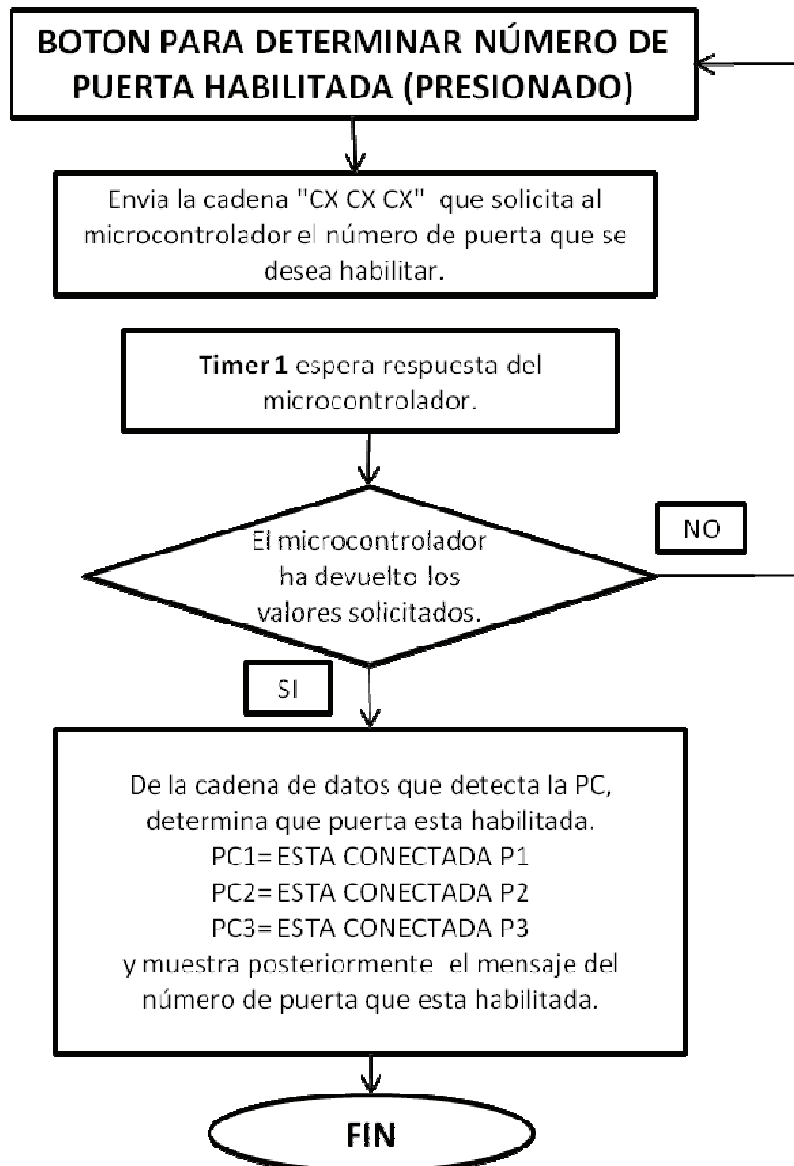 BOTON PARA DETERMINAR NÚMERO DE
PUERTA HABILITADA (PRESIONADO)
Envia la cadena "CX CX CX" que solicita al
microcontrolador el número de puerta que se
desea habilitar.
Timer 1 espera respuesta del
microcontrolador.
El microcontrolador
ha devuelto los
valores solicitados.
NO
SI
De la cadena de datos que detecta la PC,
determina que puerta esta habilitada.
PC1= ESTA CONECTADA P1
PC2= ESTA CONECTADA P2
PC3= ESTA CONECTADA P3
y muestra posteriormente el mensaje del
número de puerta que esta habilitada.
FIN